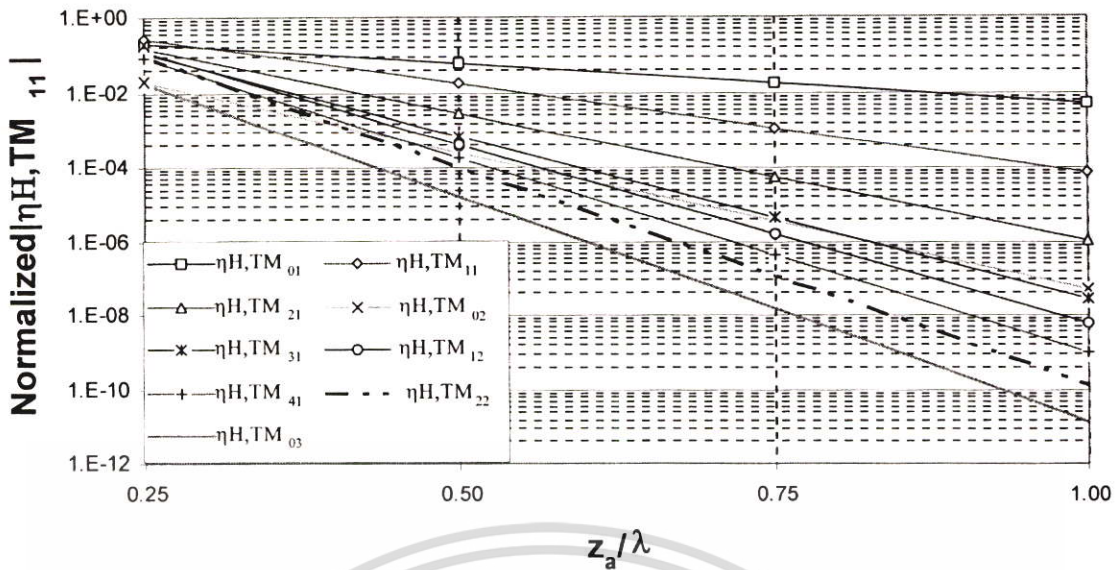 Normalized|ηH,TM 11|
1.E+00
1.E-02
1.E-04
1.E-06
1.E-08
1.E-10
1.E-12
ηH,TM 01
ηH,TM 11
ηH,TM 21
ηH,TM 02
ηH,TM 31
ηH,TM 12
ηH,TM 41
ηH,TM 22
ηH,TM 03
0.25 0.50 0.75 1.00
za/λ